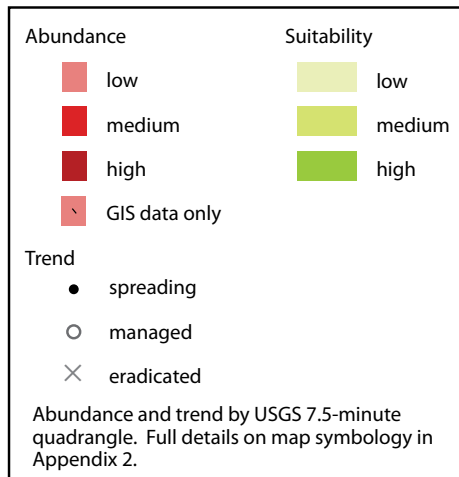 Abundance
low
medium
high
GIS data only
Suitability
low
medium
high
Trend
spreading
managed
eradicated
Abundance and trend by USGS 7.5-minute
quadrangle. Full details on map symbology in
Appendix 2.